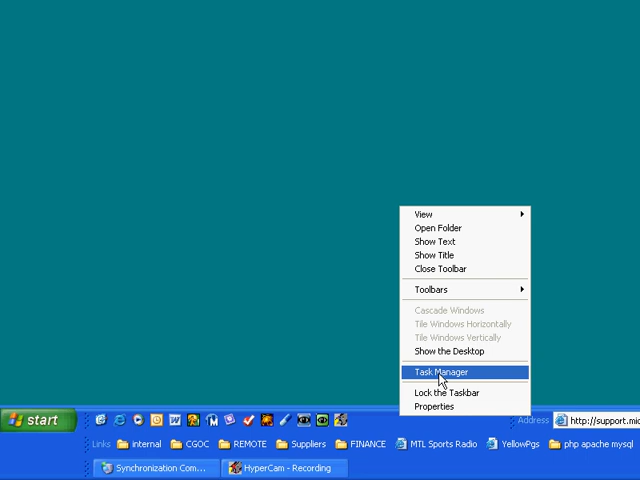 View
Open Folder
Show Text
Show Title
Close Toolbar
Toolbars
Cascade Windows
Tile Windows Horizontally
Tile Windows Vertically
Show the Desktop
Task Manager
Lock the Taskbar
Properties
start
Address http://support.mic
Links internal CGOC REMOTE Suppliers FINANCE MTL Sports Radio YellowPgs php apache mysql
Synchronization Com... HyperCam - Recording